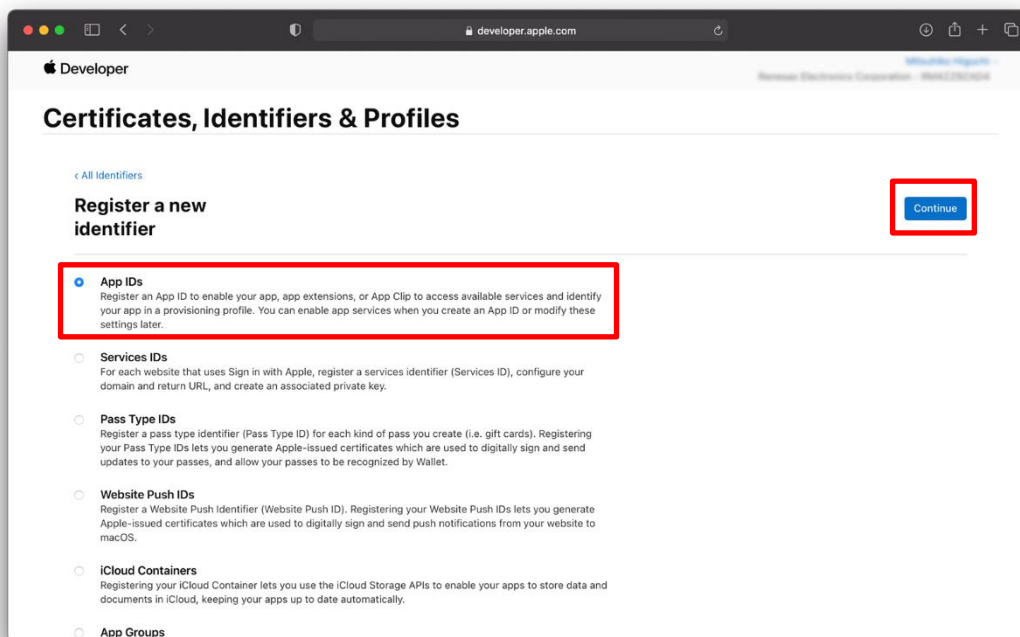 developer.apple.com
Developer
Certificates, Identifiers & Profiles
‹ All Identifiers
Register a new
identifier
Continue
App IDs
Register an App ID to enable your app, app extensions, or App Clip to access available services and identify
your app in a provisioning profile. You can enable app services when you create an App ID or modify these
settings later.
Services IDs
For each website that uses Sign in with Apple, register a services identifier (Services ID), configure your
domain and return URL, and create an associated private key.
Pass Type IDs
Register a pass type identifier (Pass Type ID) for each kind of pass you create (i.e. gift cards). Registering
your Pass Type IDs lets you generate Apple-issued certificates which are used to digitally sign and send
updates to your passes, and allow your passes to be recognized by Wallet.
Website Push IDs
Register a Website Push Identifier (Website Push ID). Registering your Website Push IDs lets you generate
Apple-issued certificates which are used to digitally sign and send push notifications from your website to
macOS.
iCloud Containers
Registering your iCloud Container lets you use the iCloud Storage APIs to enable your apps to store data and
documents in iCloud, keeping your apps up to date automatically.
App Groups